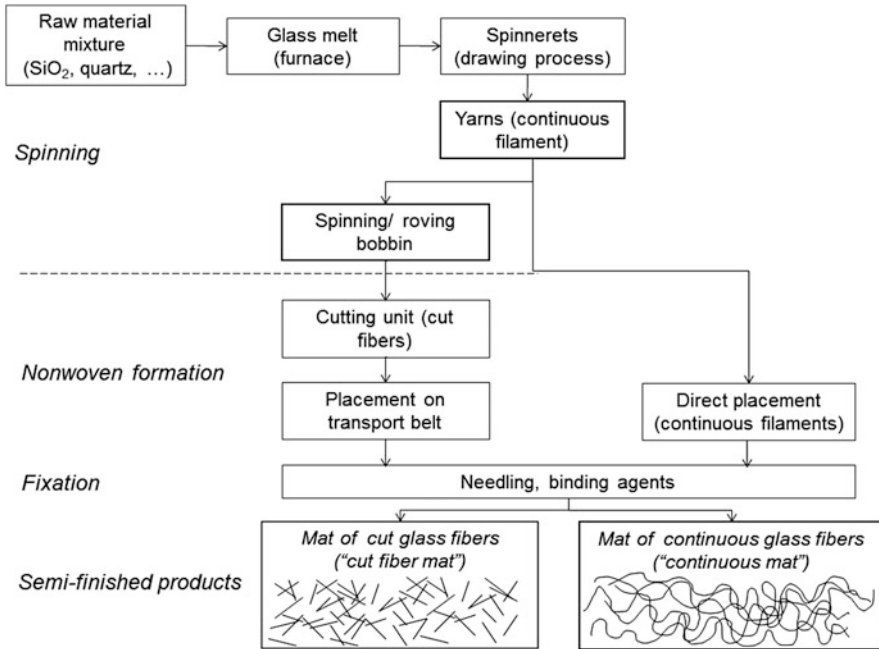 Raw material
mixture
(SiO₂, quartz, …)
Glass melt
(furnace)
Spinnerets
(drawing process)
Yarns (continuous
filament)
Spinning
Spinning/ roving
bobbin
Cutting unit (cut
fibers)
Nonwoven formation
Placement on
transport belt
Direct placement
(continuous filaments)
Fixation
Needling, binding agents
Mat of cut glass fibers
(“cut fiber mat”)
Mat of continuous glass fibers
(“continuous mat”)
Semi-finished products